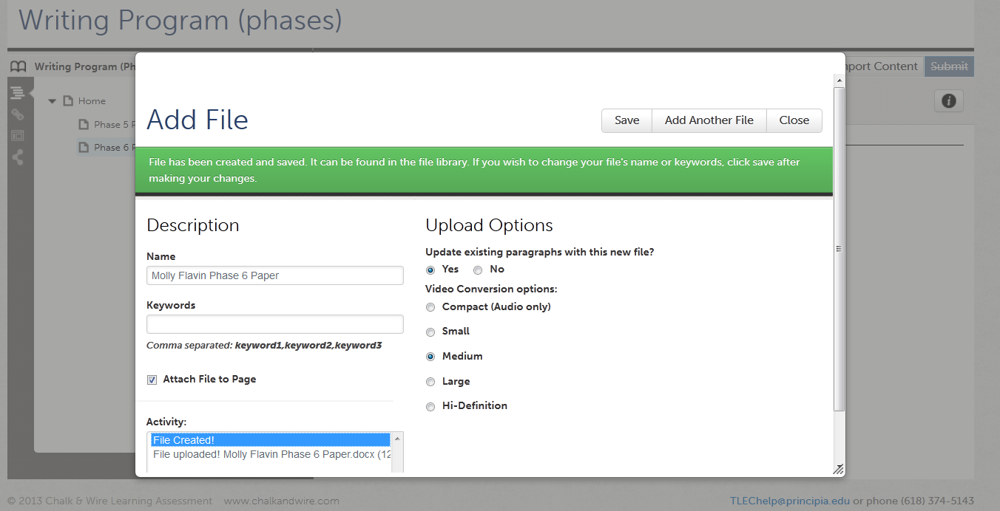 Writing Program (phases)
Writing Program (Ph
port Content
Submit
Home
Phase 5 P
Phase 6 P
Add File
Save
Add Another File
Close
File has been created and saved. It can be found in the file library. If you wish to change your file's name or keywords, click save after
making your changes.
Description
Upload Options
Name
Molly Flavin Phase 6 Paper
Keywords
Comma separated: keyword1,keyword2,keyword3
Attach File to Page
Activity:
File Created!
File uploaded! Molly Flavin Phase 6 Paper.docx (12
Update existing paragraphs with this new file?
Yes No
Video Conversion options:
Compact (Audio only)
Small
Medium
Large
Hi-Definition
© 2013 Chalk & Wire Learning Assessment www.chalkandwire.com
TLEChelp@principia.edu or phone (618) 374-5143